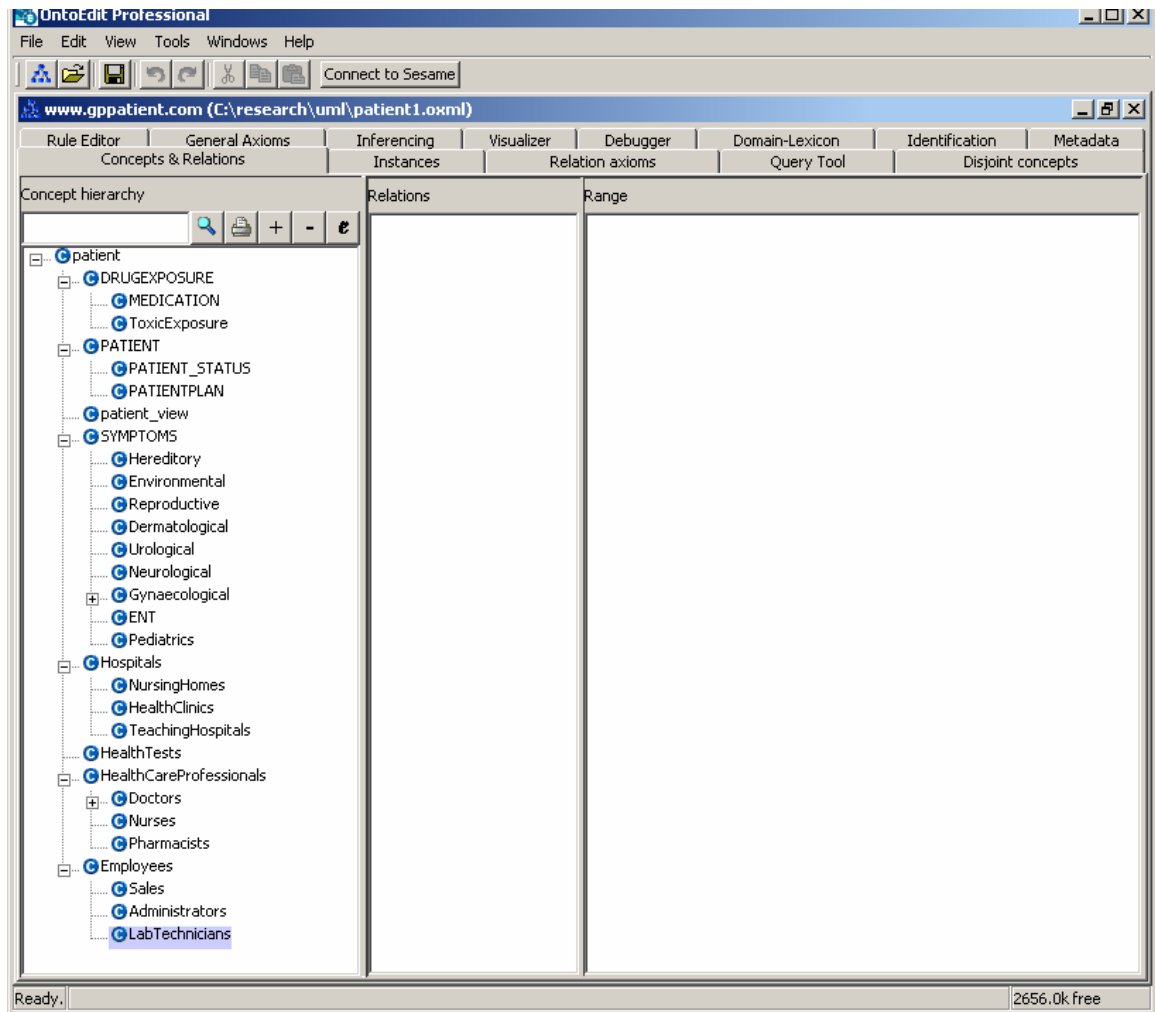 OntoEdit Professional
File Edit View Tools Windows Help
Connect to Sesame
www.gppatient.com (C:\research\uml\patient1.oxml)
Rule Editor General Axioms Inferencing Visualizer Debugger Domain-Lexicon Identification Metadata
Concepts & Relations Instances Relation axioms Query Tool Disjoint concepts
Concept hierarchy Relations Range
+ - e
patient
DRUGEXPOSURE
MEDICATION
ToxicExposure
PATIENT
PATIENT_STATUS
PATIENTPLAN
patient_view
SYMPTOMS
Hereditory
Environmental
Reproductive
Dermatological
Urological
Neurological
Gynaecological
ENT
Pediatrics
Hospitals
NursingHomes
HealthClinics
TeachingHospitals
HealthTests
HealthCareProfessionals
Doctors
Nurses
Pharmacists
Employees
Sales
Administrators
LabTechnicians
Ready. 2656.0k free